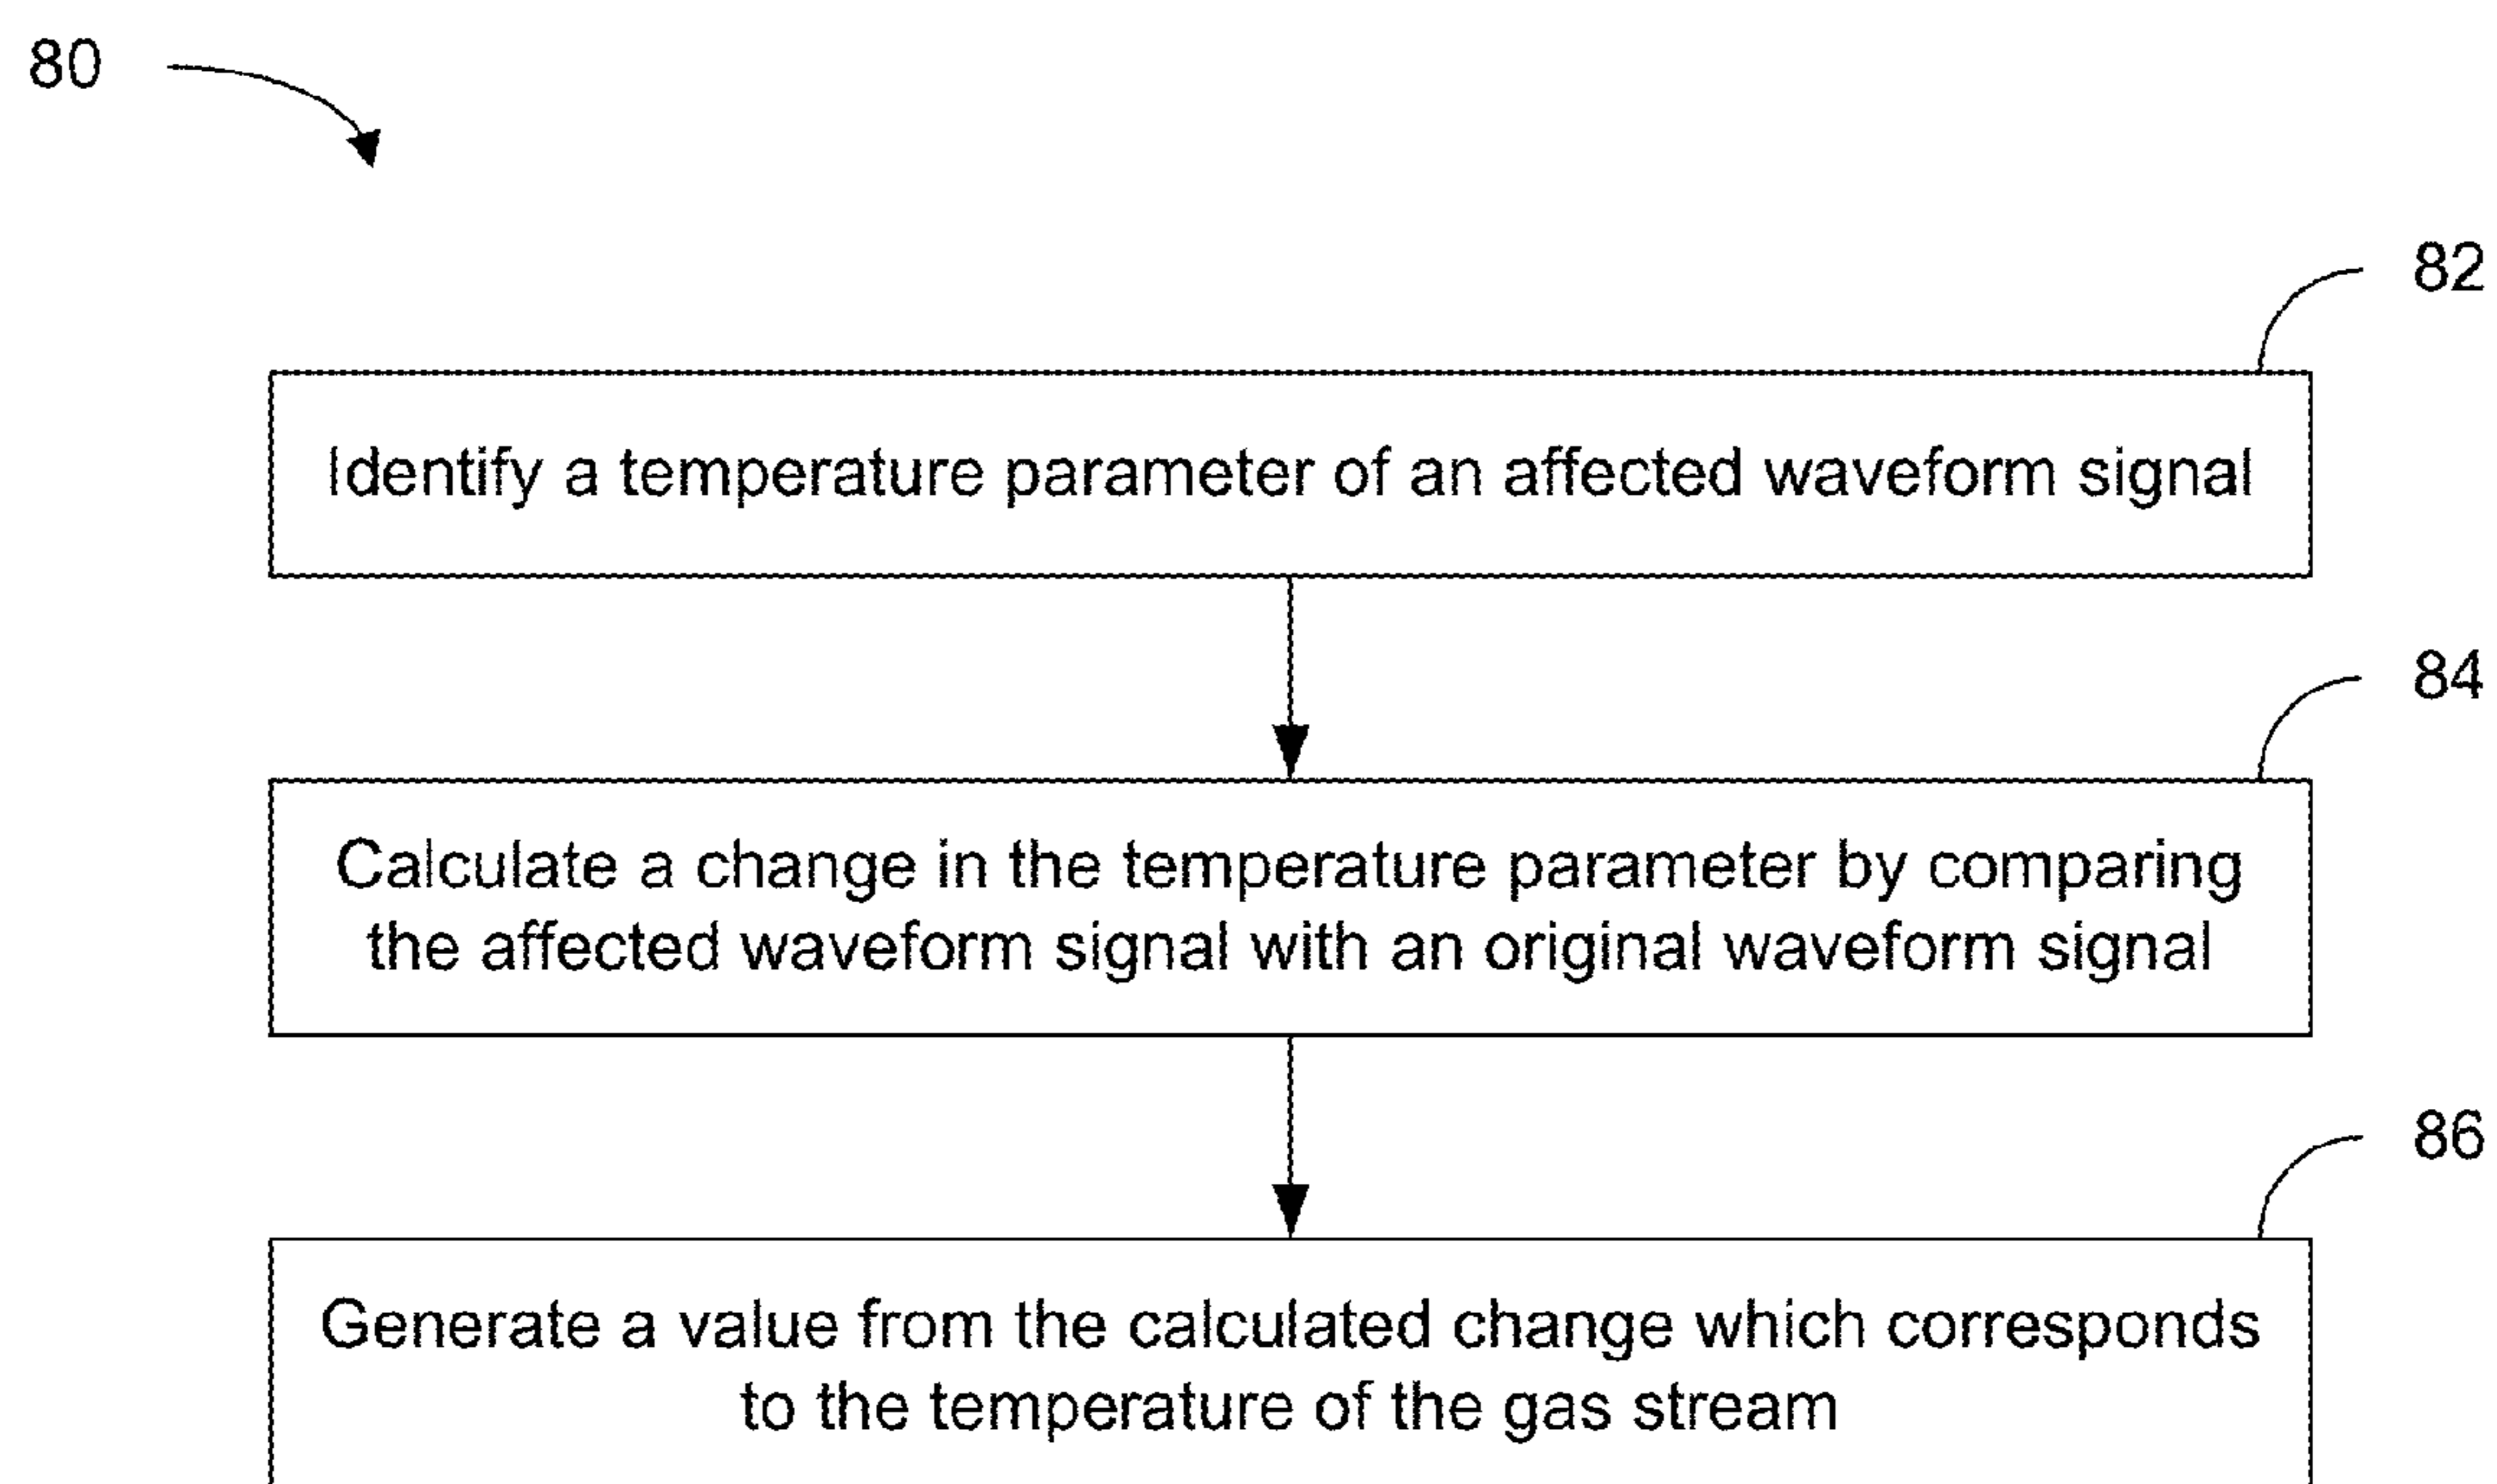 80
82
Identify a temperature parameter of an affected waveform signal
84
Calculate a change in the temperature parameter by comparing
the affected waveform signal with an original waveform signal
86
Generate a value from the calculated change which corresponds
to the temperature of the gas stream